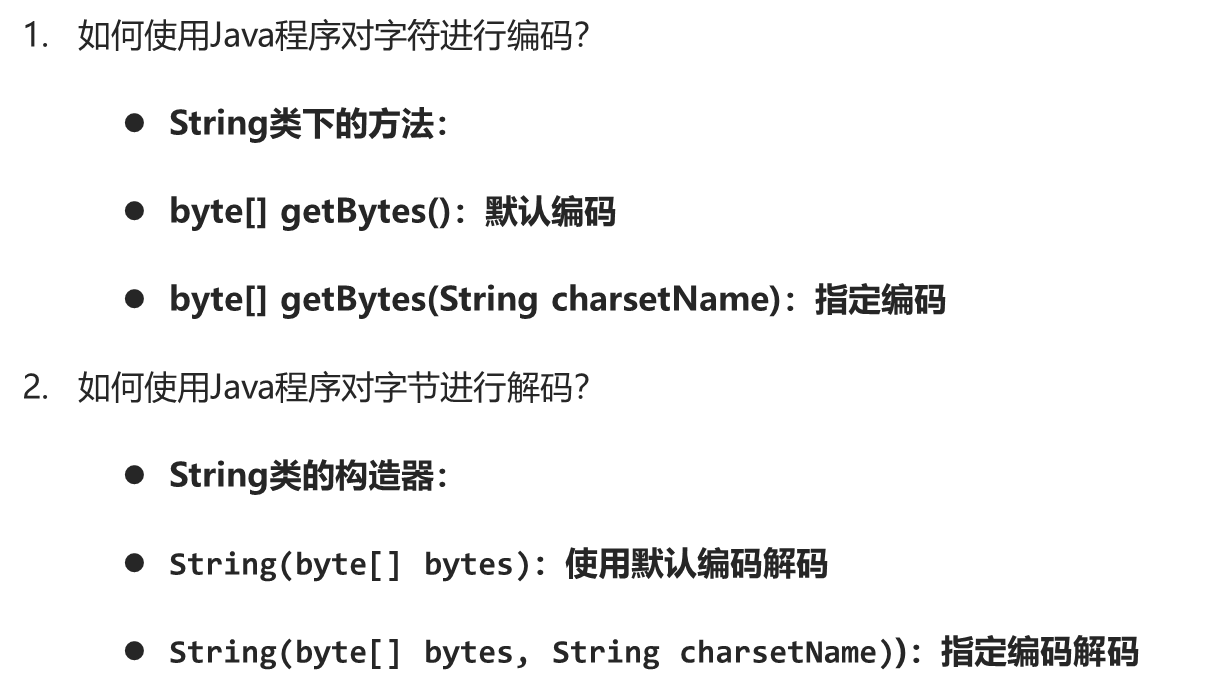 1. 如何使用Java程序对字符进行编码？
● String类下的方法：
● byte[] getBytes()：默认编码
● byte[] getBytes(String charsetName)：指定编码
2. 如何使用Java程序对字节进行解码？
● String类的构造器：
● String(byte[] bytes)：使用默认编码解码
● String(byte[] bytes, String charsetName))：指定编码解码